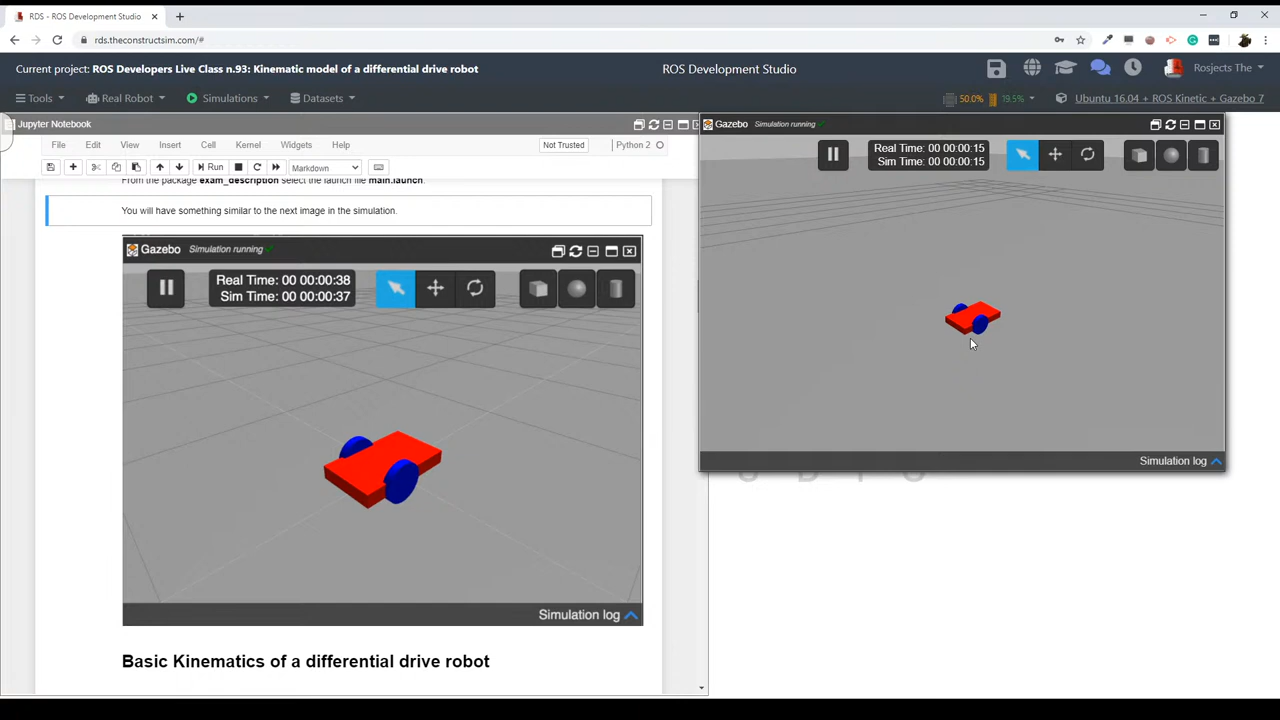 RDS - ROS Development Studio
rds.theconstructsim.com/#
Current project: ROS Developers Live Class n.93: Kinematic model of a differential drive robot
ROS Development Studio
Rosjects The
Tools
Real Robot
Simulations
Datasets
50.0%
19.5%
Ubuntu 16.04 + ROS Kinetic + Gazebo 7
Jupyter Notebook
File
Edit
View
Insert
Cell
Kernel
Widgets
Help
Not Trusted
Python 2
Run
Markdown
From the package exam_description select the launch file main.launch.
You will have something similar to the next image in the simulation.
Gazebo
Simulation running
Real Time: 00 00:00:38
Sim Time: 00 00:00:37
Simulation log
Basic Kinematics of a differential drive robot
Gazebo
Simulation running
Real Time: 00 00:00:15
Sim Time: 00 00:00:15
Simulation log